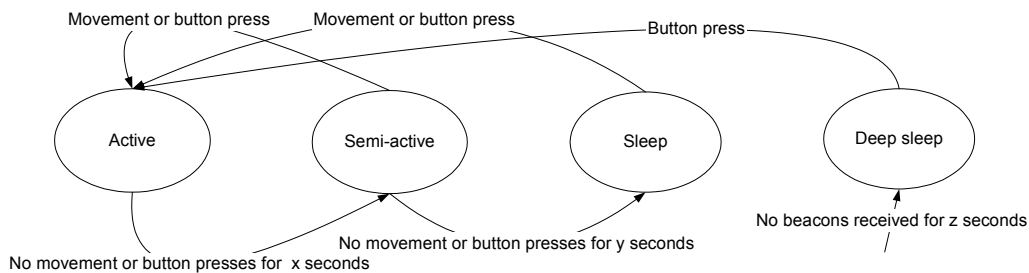 Movement or button press
Movement or button press
Button press
Active
Semi-active
Sleep
Deep sleep
No beacons received for z seconds
No movement or button presses for y seconds
No movement or button presses for  x seconds